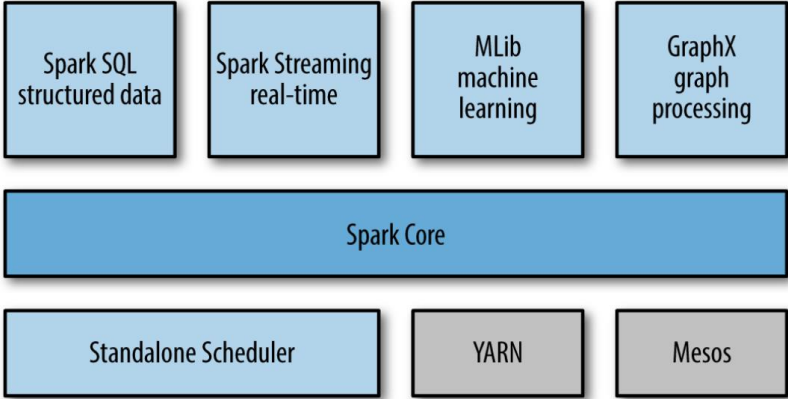 Spark SQL
structured data
Spark Streaming
real-time
MLib
machine
learning
GraphX
graph
processing
Spark Core
Standalone Scheduler
YARN
Mesos